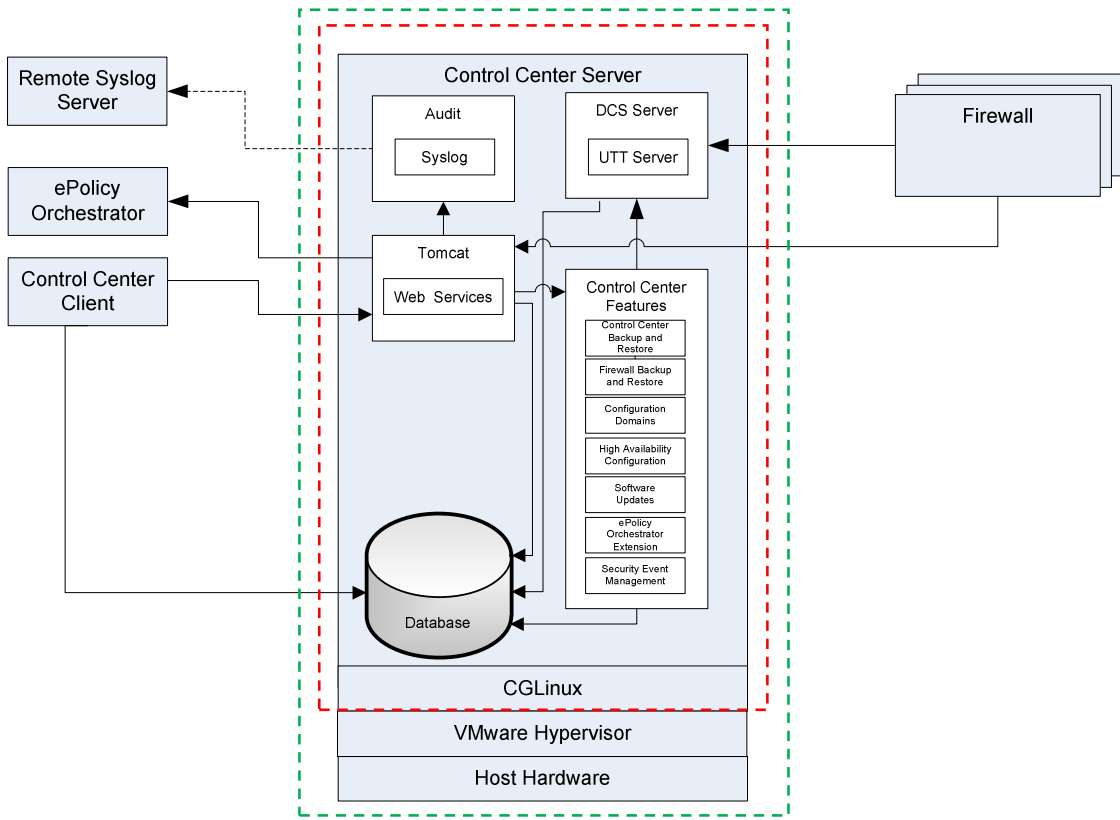 Remote Syslog
Server
ePolicy
Orchestrator
Control Center
Client
Control Center Server
Audit
Syslog
DCS Server
UTT Server
Firewall
Tomcat
Web Services
Control Center
Features
Control Center
Backup and
Restore
Firewall Backup
and Restore
Configuration
Domains
High Availability
Configuration
Software
Updates
ePolicy
Orchestrator
Extension
Security Event
Management
Database
CGLinux
VMware Hypervisor
Host Hardware